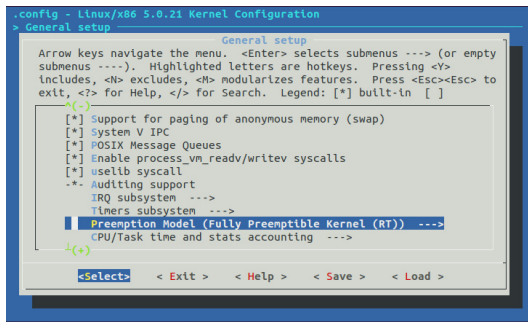 .config - Linux/x86 5.0.21 Kernel Configuration
> General setup
General setup
Arrow keys navigate the menu. <Enter> selects submenus ---> (or empty
submenus ----). Highlighted letters are hotkeys. Pressing <Y>
includes, <N> excludes, <M> modularizes features. Press <Esc><Esc> to
exit, <?> for Help, </> for Search. Legend: [*] built-in [ ]
^(-)
[*] Support for paging of anonymous memory (swap)
[*] System V IPC
[*] POSIX Message Queues
[*] Enable process_vm_readv/writev syscalls
[*] uselib syscall
-*- Auditing support
IRQ subsystem --->
Timers subsystem --->
Preemption Model (Fully Preemptible Kernel (RT)) --->
CPU/Task time and stats accounting --->
┴(+)
<Select> < Exit > < Help > < Save > < Load >